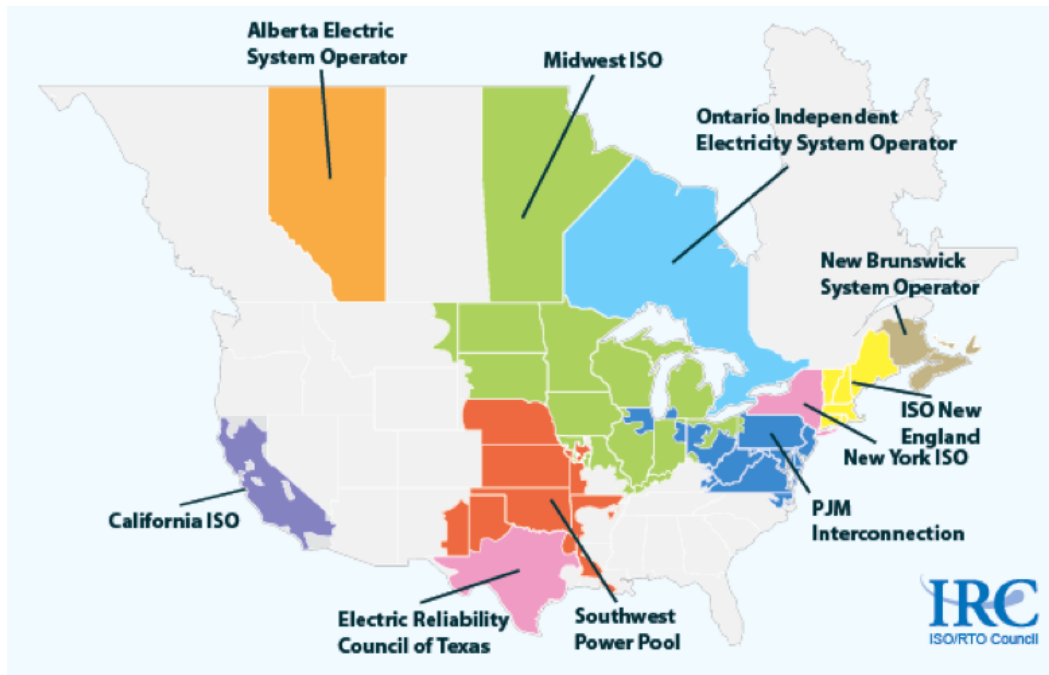 Alberta Electric
System Operator
Midwest ISO
Ontario Independent
Electricity System Operator
New Brunswick
System Operator
ISO New
England
New York ISO
California ISO
PJM
Interconnection
Electric Reliability
Council of Texas
Southwest
Power Pool
IRC
ISO/RTO Council